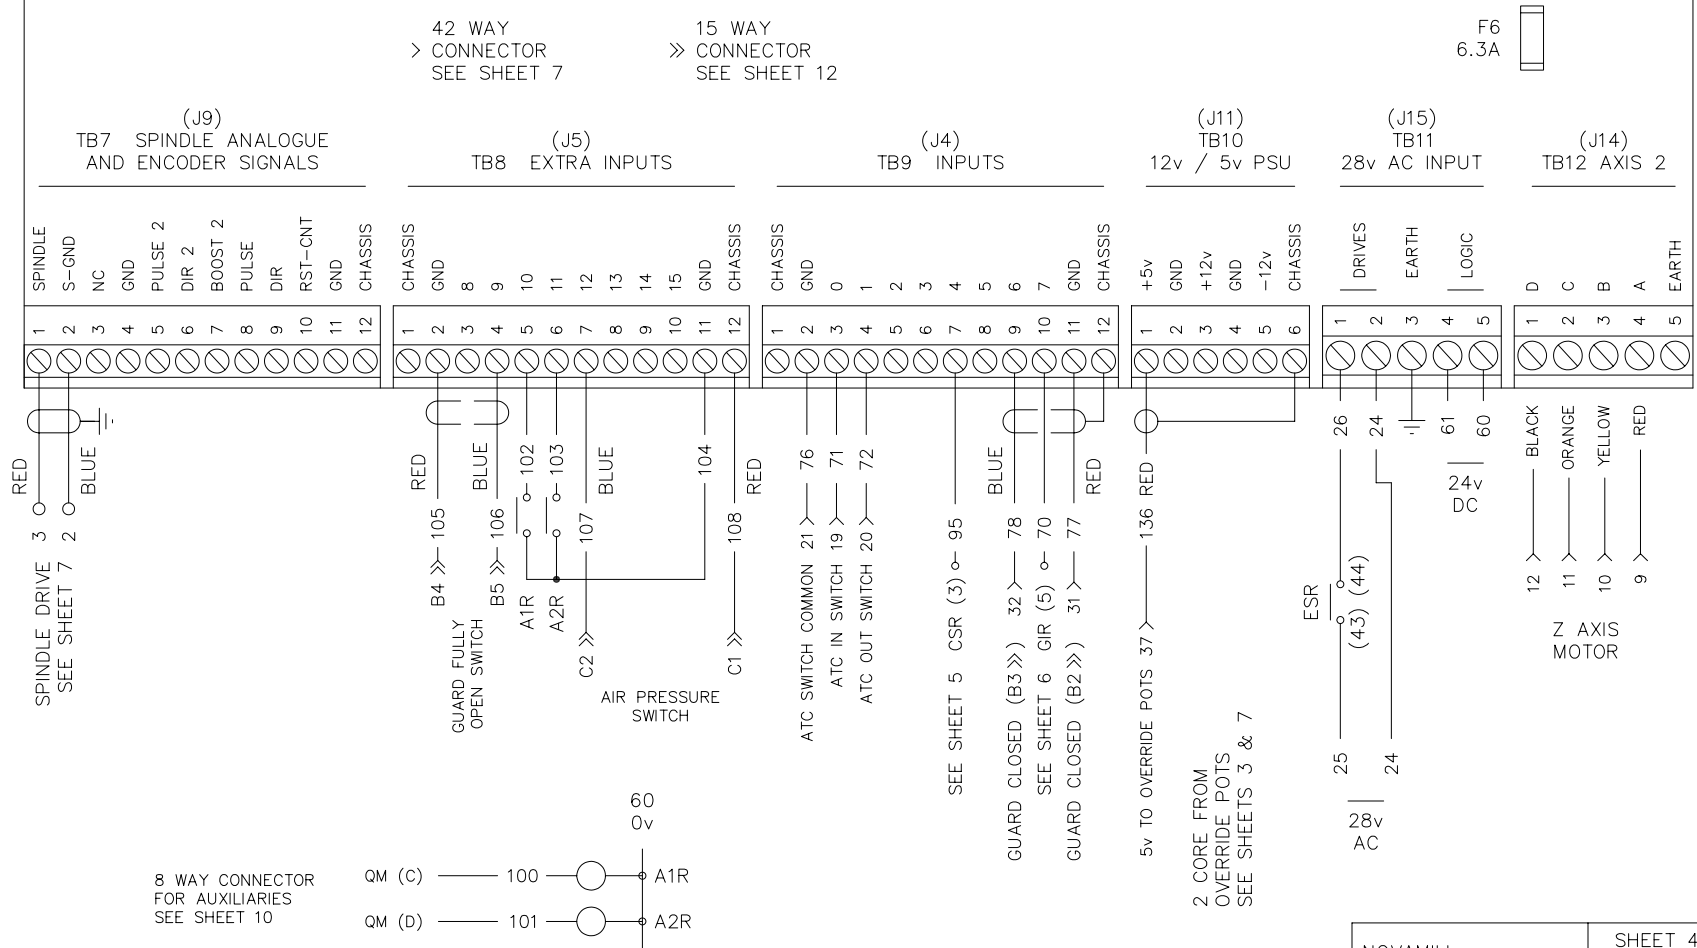 42 WAY
> CONNECTOR
SEE SHEET 7
15 WAY
>> CONNECTOR
SEE SHEET 12
F6
6.3A
(J9)
TB7 SPINDLE ANALOGUE
AND ENCODER SIGNALS
(J5)
TB8 EXTRA INPUTS
(J4)
TB9 INPUTS
(J11)
TB10
12v / 5v PSU
(J15)
TB11
28v AC INPUT
(J14)
TB12 AXIS 2
SPINDLE
S-GND
NC
GND
PULSE 2
DIR 2
BOOST 2
PULSE
DIR
RST-CNT
GND
CHASSIS
CHASSIS
GND
8
9
10
11
12
13
14
15
GND
CHASSIS
CHASSIS
GND
0
1
2
3
4
5
6
7
GND
CHASSIS
+5v
GND
+12v
GND
-12v
CHASSIS
DRIVES
EARTH
LOGIC
D
C
B
A
EARTH
1 2 3 4 5 6 7 8 9 10 11 12
1 2 3 4 5 6 7 8 9 10 11 12
1 2 3 4 5 6 7 8 9 10 11 12
1 2 3 4 5 6
1 2 3 4 5
1 2 3 4 5
RED
BLUE
3
2
SPINDLE DRIVE
SEE SHEET 7
RED
BLUE
105
106
B4
B5
GUARD FULLY
OPEN SWITCH
102
103
A1R
A2R
BLUE
107
C2
104
RED
108
C1
AIR PRESSURE
SWITCH
76
71
72
ATC SWITCH COMMON 21
ATC IN SWITCH 19
ATC OUT SWITCH 20
95
SEE SHEET 5 CSR (3)
BLUE
78
GUARD CLOSED (B3>>) 32
70
SEE SHEET 6 GIR (5)
RED
77
GUARD CLOSED (B2>>) 31
136 RED
5v TO OVERRIDE POTS 37
2 CORE FROM
OVERRIDE POTS
SEE SHEETS 3 & 7
26
24
61
60
24v
DC
ESR
(43) (44)
25
24
28v
AC
BLACK
ORANGE
YELLOW
RED
12
11
10
9
Z AXIS
MOTOR
60
0v
8 WAY CONNECTOR
FOR AUXILIARIES
SEE SHEET 10
QM (C) 100 A1R
QM (D) 101 A2R
SHEET 4
NOVAMILL